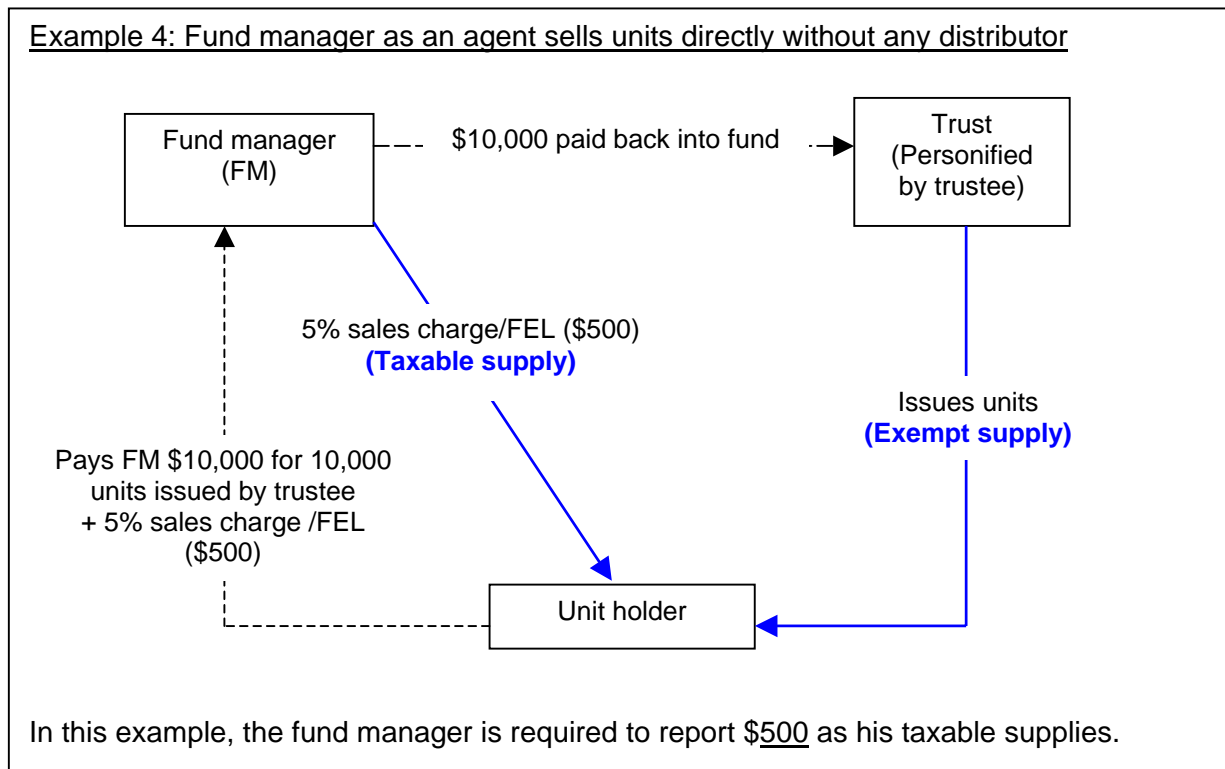 Example 4: Fund manager as an agent sells units directly without any distributor
Fund manager
(FM)
$10,000 paid back into fund
Trust
(Personified
by trustee)
5% sales charge/FEL ($500)
(Taxable supply)
Issues units
(Exempt supply)
Pays FM $10,000 for 10,000
units issued by trustee
+ 5% sales charge /FEL
($500)
Unit holder
In this example, the fund manager is required to report $500 as his taxable supplies.